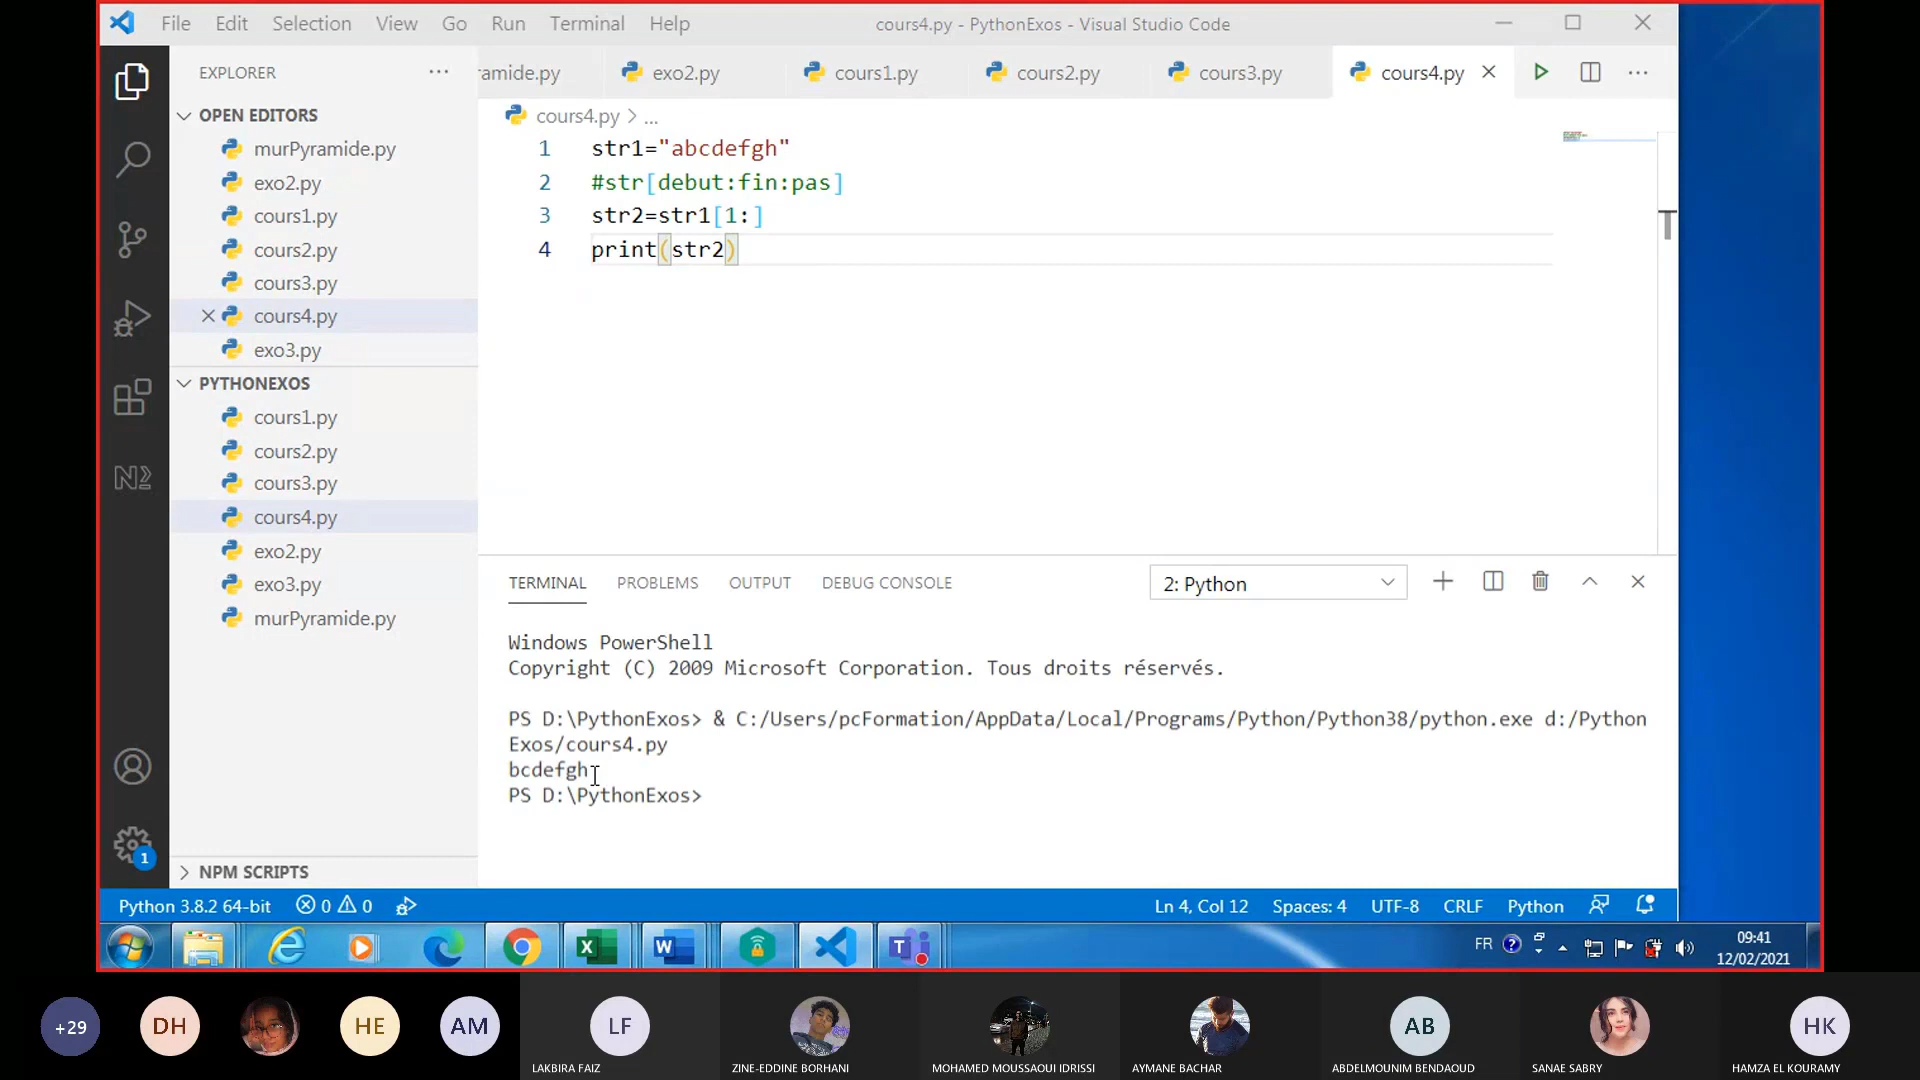 File Edit Selection View Go Run Terminal Help
cours4.py - PythonExos - Visual Studio Code
EXPLORER
ramide.py exo2.py cours1.py cours2.py cours3.py cours4.py
OPEN EDITORS
murPyramide.py
exo2.py
cours1.py
cours2.py
cours3.py
cours4.py
exo3.py
PYTHONEXOS
cours1.py
cours2.py
cours3.py
cours4.py
exo2.py
exo3.py
murPyramide.py
NPM SCRIPTS
cours4.py > ...
1 str1="abcdefgh"
2 #str[debut:fin:pas]
3 str2=str1[1:]
4 print(str2)
TERMINAL PROBLEMS OUTPUT DEBUG CONSOLE
2: Python
Windows PowerShell
Copyright (C) 2009 Microsoft Corporation. Tous droits réservés.
PS D:\PythonExos> & C:/Users/pcFormation/AppData/Local/Programs/Python/Python38/python.exe d:/Python
Exos/cours4.py
bcdefgh
PS D:\PythonExos>
1
Python 3.8.2 64-bit 0 0
Ln 4, Col 12 Spaces: 4 UTF-8 CRLF Python
FR
09:41
12/02/2021
+29 DH HE AM LF AB HK
LAKBIRA FAIZ
ZINE-EDDINE BORHANI
MOHAMED MOUSSAOUI IDRISSI
AYMANE BACHAR
ABDELMOUNIM BENDAOUD
SANAE SABRY
HAMZA EL KOURAMY